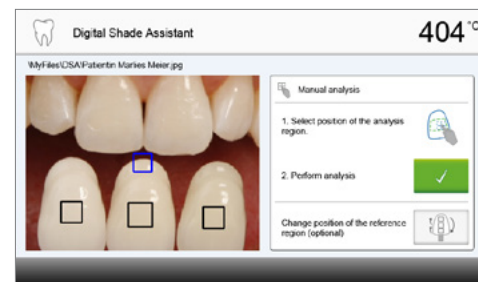 Digital Shade Assistant
404 °C
\MyFiles\DSA\Patientin Marlies Meier.jpg
Manual analysis
1. Select position of the analysis
region.
2. Perform analysis
Change position of the reference
region (optional)